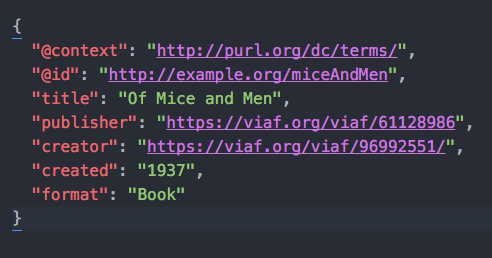 {
"@context": "http://purl.org/dc/terms/",
"@id": "http://example.org/miceAndMen",
"title": "Of Mice and Men",
"publisher": "https://viaf.org/viaf/61128986",
"creator": "https://viaf.org/viaf/96992551/",
"created": "1937",
"format": "Book"
}